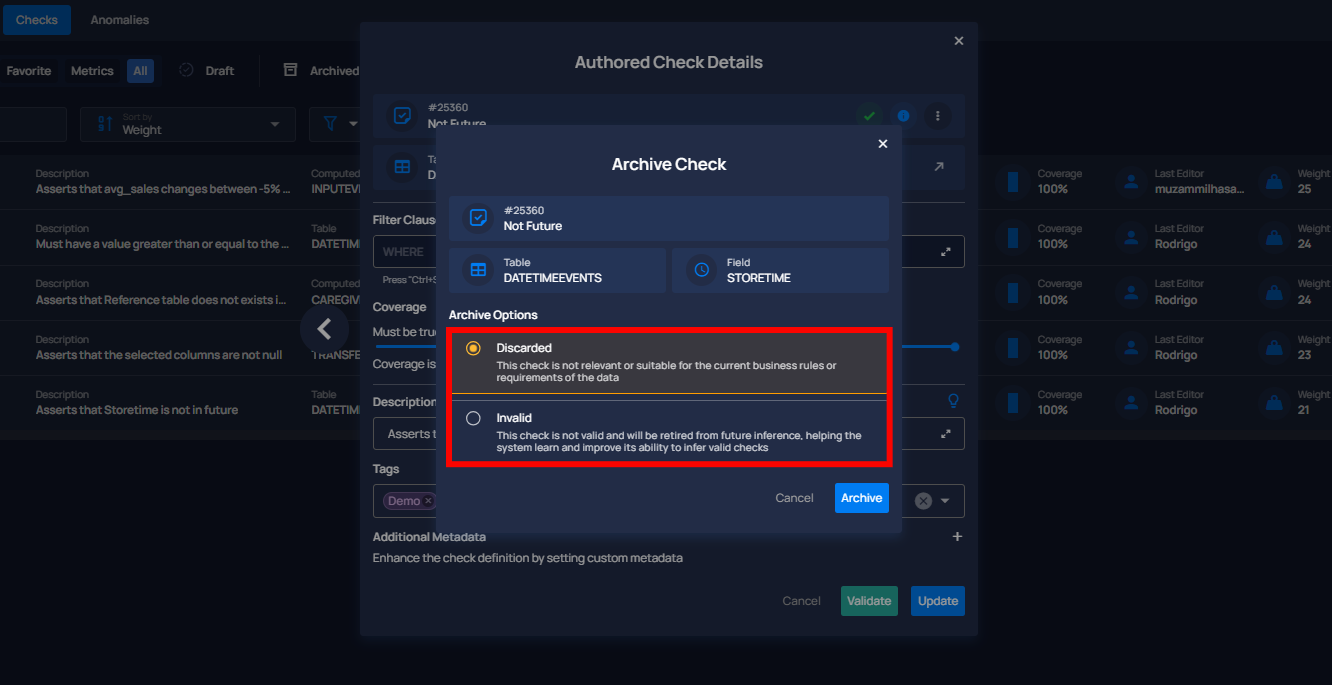 Checks
Anomalies
Authored Check Details
Favorite
Metrics
All
Draft
Archived
#25360
Not Future
Sort by
Weight
Archive Check
#25360
Not Future
Table
DATETIMEEVENTS
Field
STORETIME
Archive Options
Discarded
This check is not relevant or suitable for the current business rules or
requirements of the data
Invalid
This check is not valid and will be retired from future inference, helping the
system learn and improve its ability to infer valid checks
Cancel
Archive
Description
Asserts that avg_sales changes between -5% ...
Computed
INPUTEV
Coverage
100%
Last Editor
muzammilhasa...
Weight
25
Description
Must have a value greater than or equal to the ...
Table
DATETIM
Coverage
100%
Last Editor
Rodrigo
Weight
24
Description
Asserts that Reference table does not exists i...
Computed
CAREGIV
Coverage
100%
Last Editor
Rodrigo
Weight
24
Description
Asserts that the selected columns are not null
TRANSFE
Coverage
100%
Last Editor
Rodrigo
Weight
23
Description
Asserts that Storetime is not in future
Table
DATETIM
Coverage
100%
Last Editor
Rodrigo
Weight
21
Filter Claus
WHERE
Press "Ctrl+S
Coverage
Must be tru
Coverage is
Description
Asserts t
Tags
Demo
Additional Metadata
Enhance the check definition by setting custom metadata
Cancel
Validate
Update